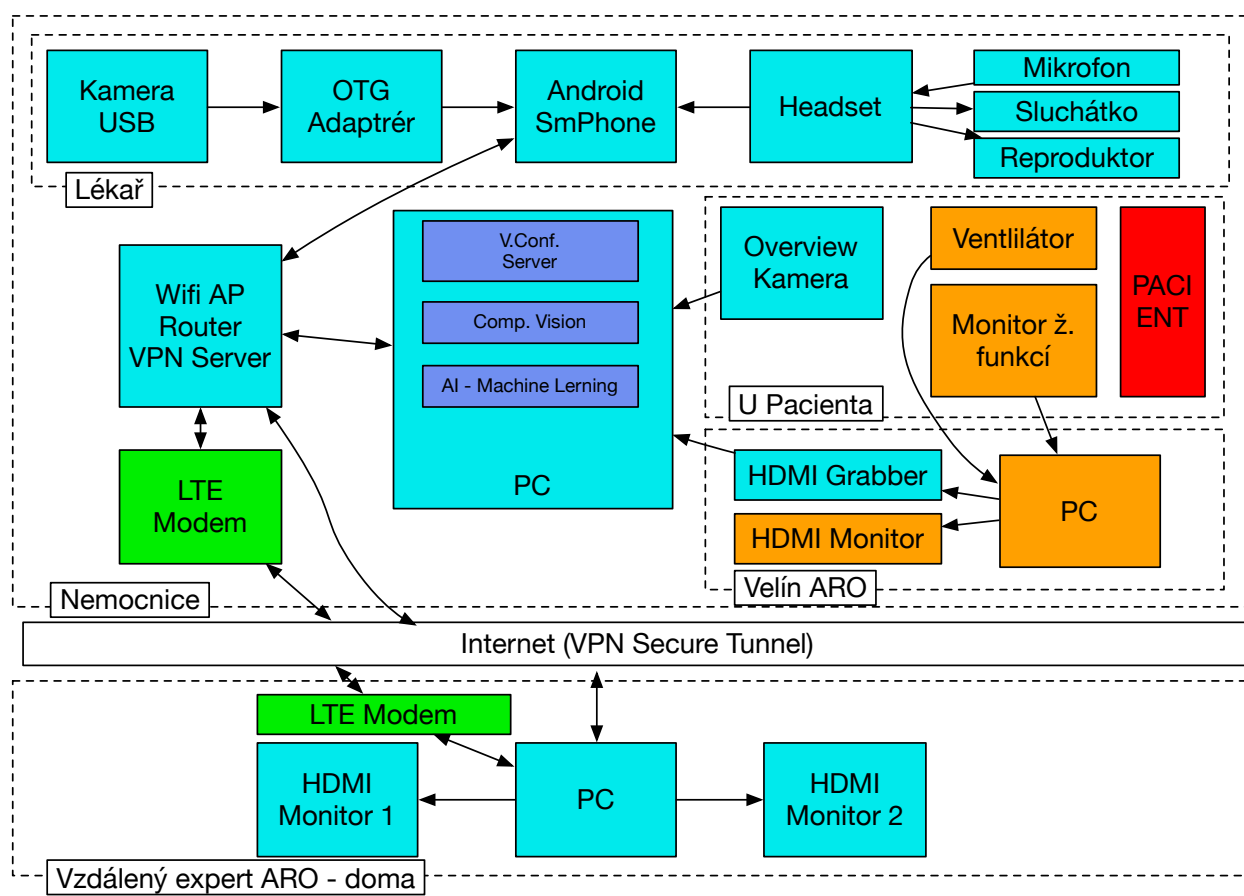 Kamera
USB
OTG
Adaptrér
Android
SmPhone
Headset
Mikrofon
Sluchátko
Reproduktor
Lékař
Wifi AP
Router
VPN Server
V.Conf.
Server
Comp. Vision
AI - Machine Lerning
PC
Overview
Kamera
Ventlilátor
Monitor ž.
funkcí
PACI
ENT
U Pacienta
LTE
Modem
HDMI Grabber
HDMI Monitor
PC
Velín ARO
Nemocnice
Internet (VPN Secure Tunnel)
LTE Modem
HDMI
Monitor 1
PC
HDMI
Monitor 2
Vzdálený expert ARO - doma